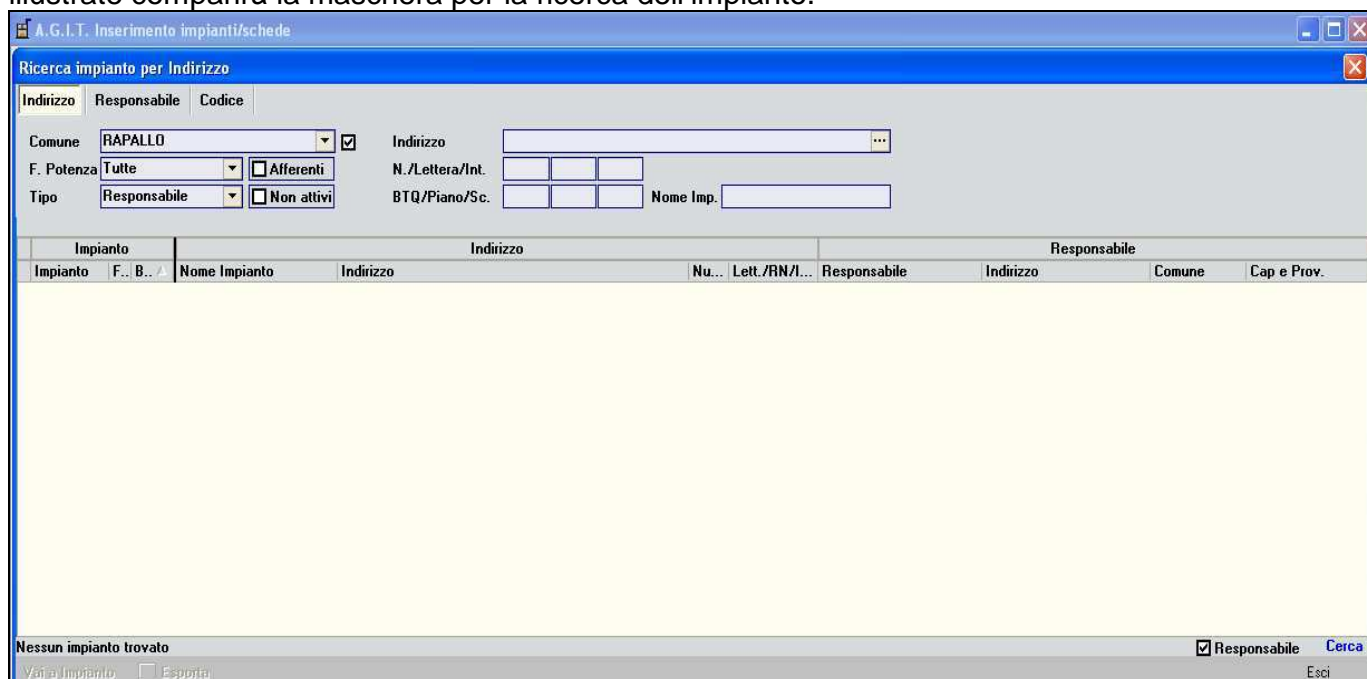 illustrato comparirà la maschera per la ricerca dell'impianto:
A.G.I.T. Inserimento impianti/schede
Ricerca impianto per Indirizzo
Indirizzo Responsabile Codice
Comune RAPALLO Indirizzo ...
F. Potenza Tutte Afferenti N./Lettera/Int.
Tipo Responsabile Non attivi BTQ/Piano/Sc. Nome Imp.
Impianto Indirizzo Responsabile
Impianto F.. B.. Nome Impianto Indirizzo Nu... Lett./RN/I... Responsabile Indirizzo Comune Cap e Prov.
Nessun impianto trovato Responsabile Cerca
Vai a Impianto Esporta Esci